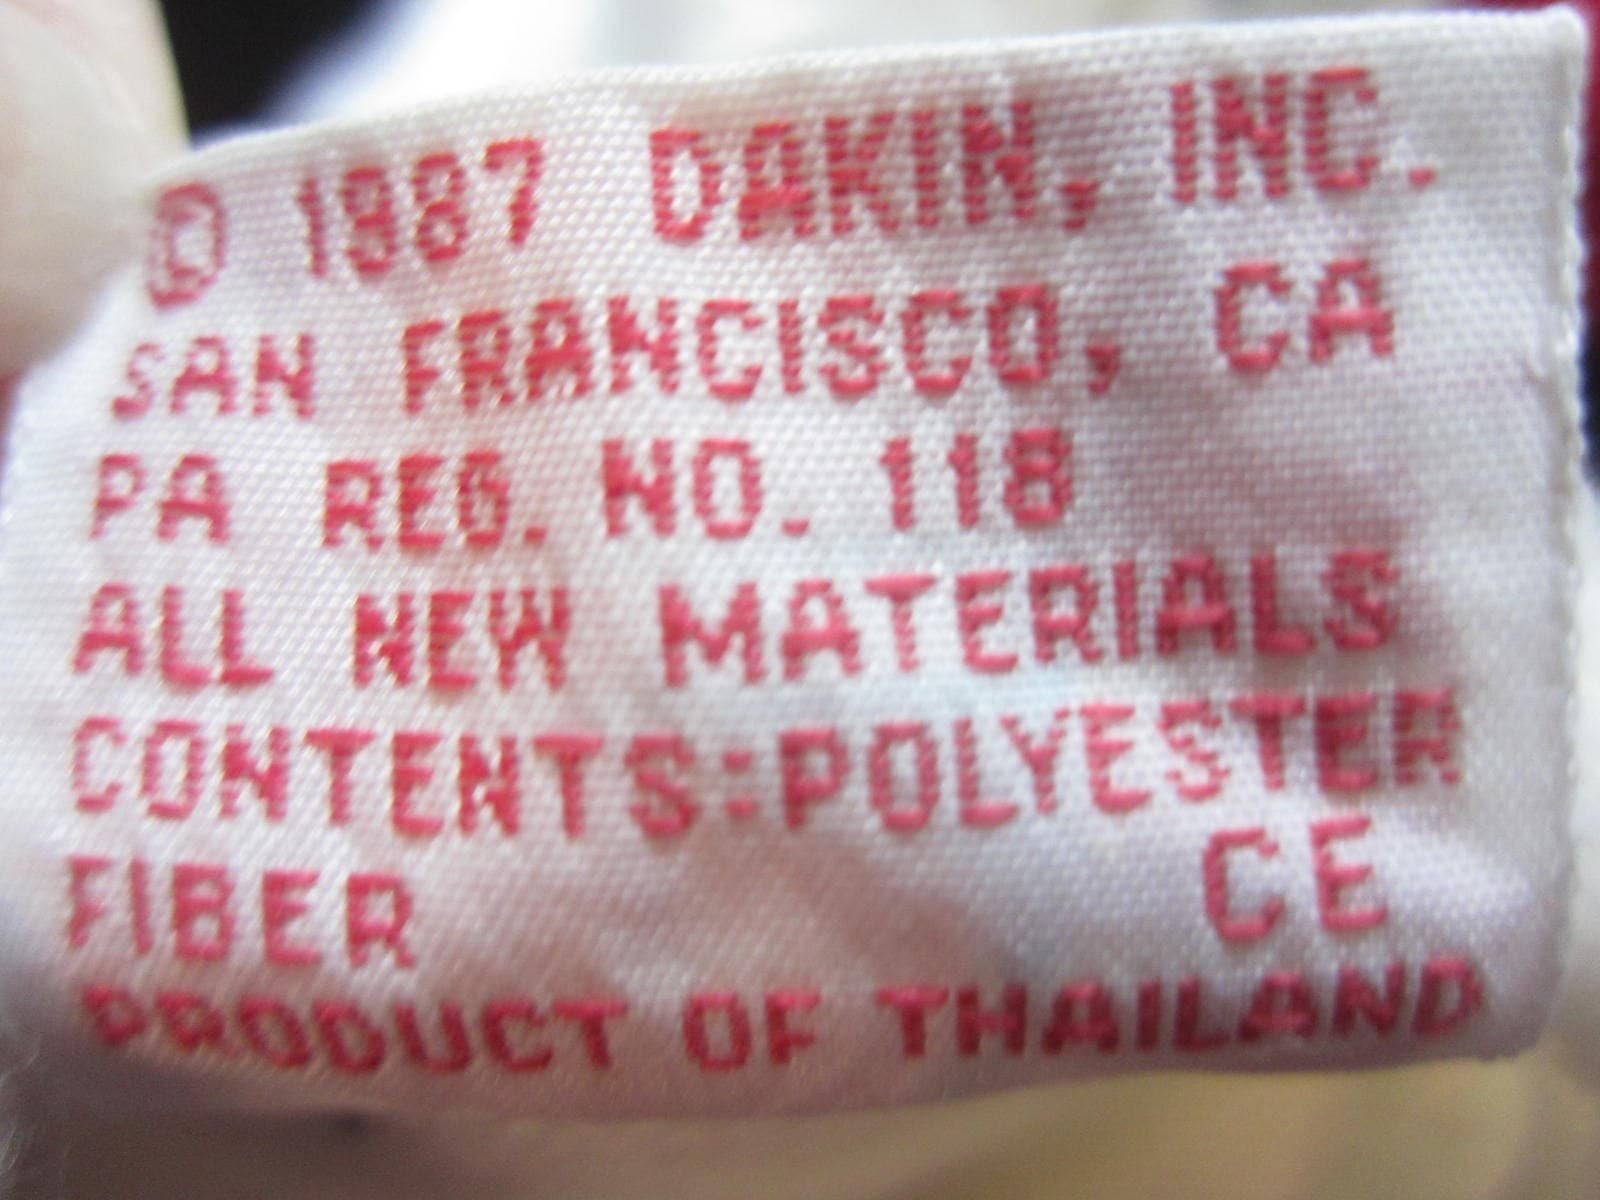 © 1987 DAKIN, INC.
SAN FRANCISCO, CA
PA REG. NO. 118
ALL NEW MATERIALS
CONTENTS:POLYESTER
FIBER CE
PRODUCT OF THAILAND